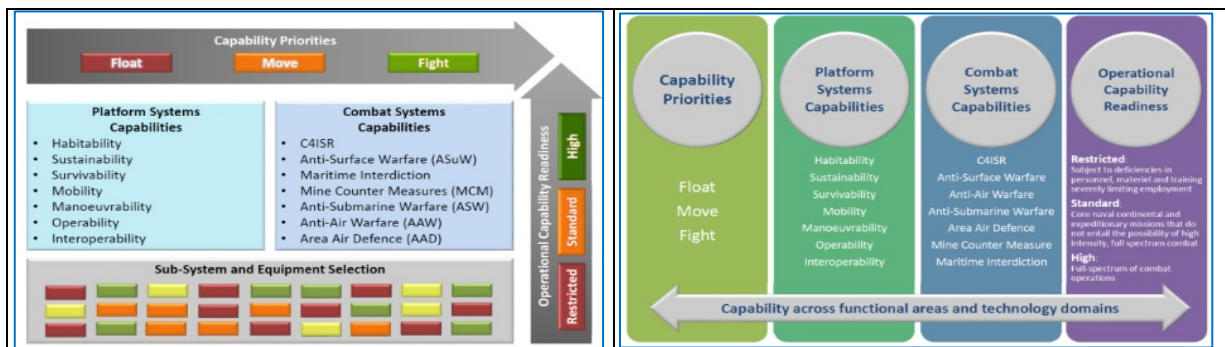 Capability Priorities
Float
Move
Fight
Platform Systems
Capabilities
• Habitability
• Sustainability
• Survivability
• Mobility
• Manoeuvrability
• Operability
• Interoperability
Combat Systems
Capabilities
• C4ISR
• Anti-Surface Warfare (ASuW)
• Maritime Interdiction
• Mine Counter Measures (MCM)
• Anti-Submarine Warfare (ASW)
• Anti-Air Warfare (AAW)
• Area Air Defence (AAD)
Sub-System and Equipment Selection
Operational Capability Readiness
High
Standard
Restricted
Capability
Priorities
Float
Move
Fight
Platform
Systems
Capabilities
Habitability
Sustainability
Survivability
Mobility
Manoeuvrability
Operability
Interoperability
Combat
Systems
Capabilities
C4ISR
Anti-Surface Warfare
Anti-Air Warfare
Anti-Submarine Warfare
Area Air Defence
Mine Counter Measure
Maritime Interdiction
Operational
Capability
Readiness
Restricted:
Subject to deficiencies in
personnel, materiel and training
severely limiting employment
Standard:
Core naval continental and
expeditionary missions that do
not entail the possibility of high
intensity, full spectrum combat
High:
Full-spectrum of combat
operations
Capability across functional areas and technology domains